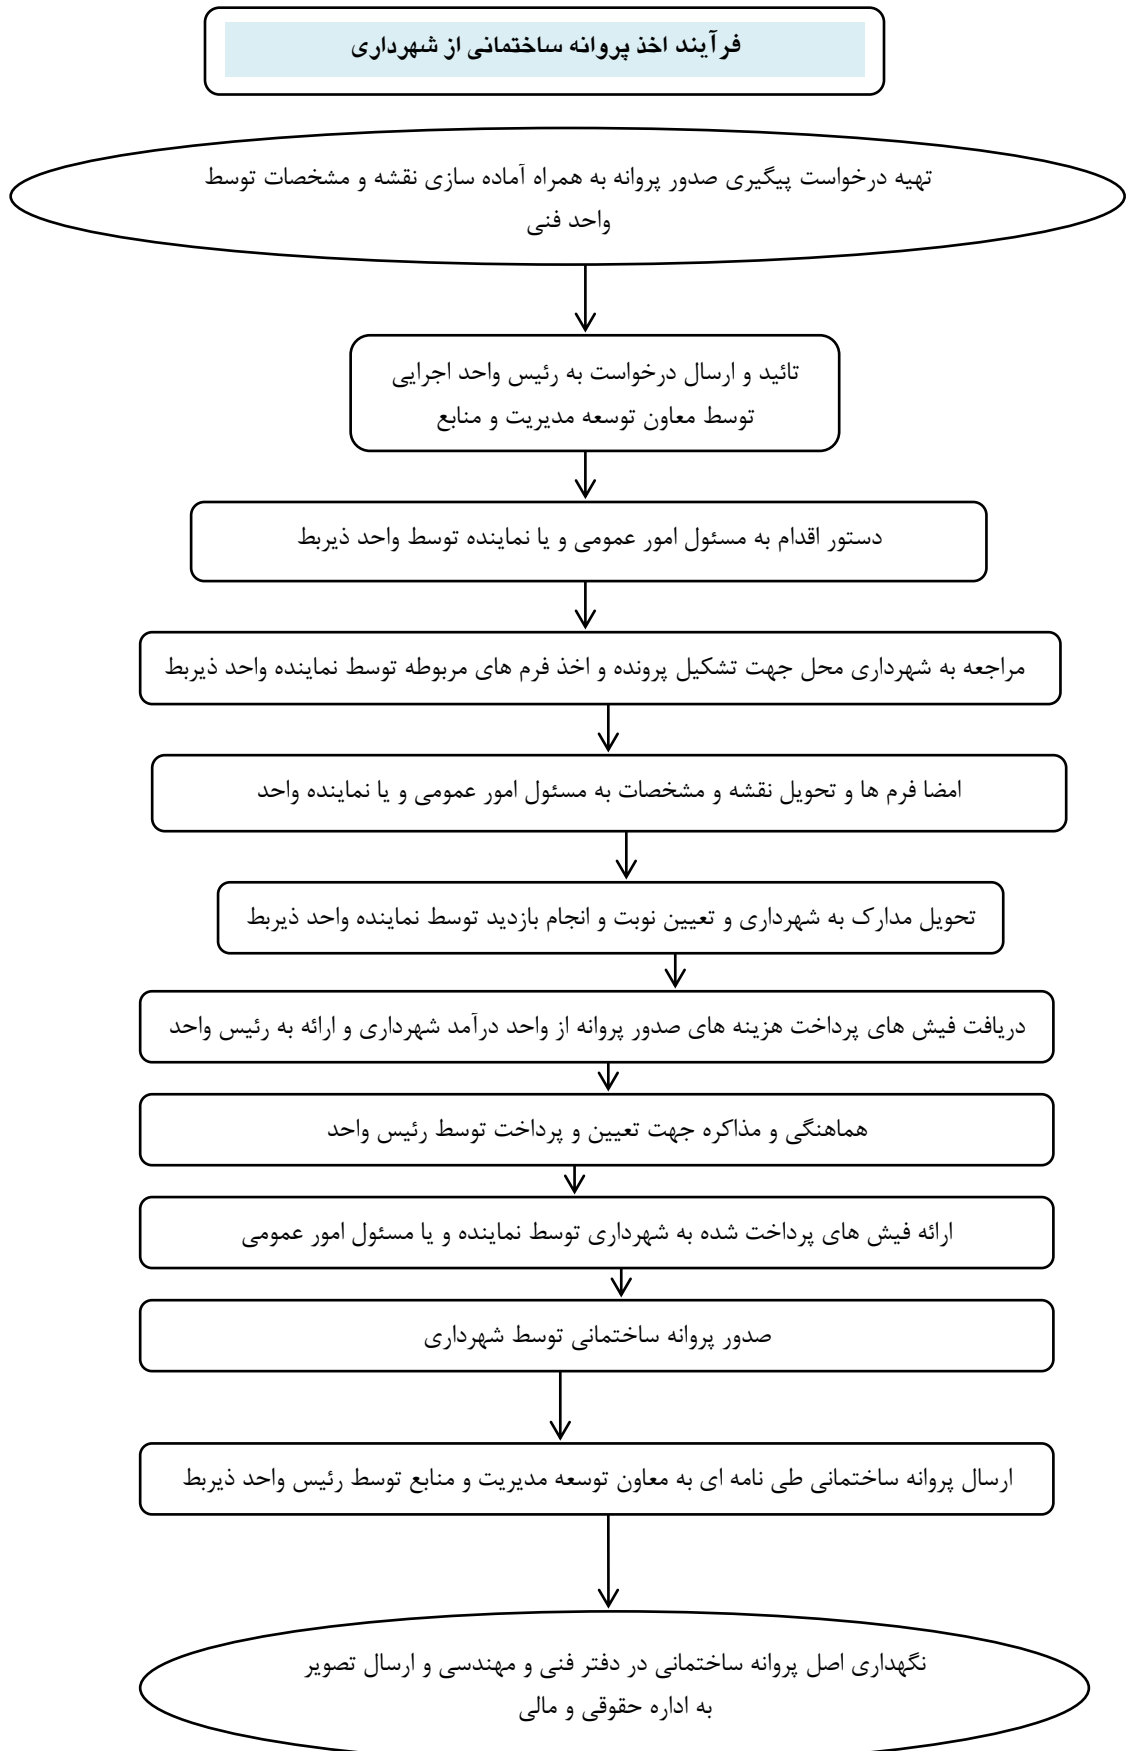 فرآیند اخذ پروانه ساختمانی از شهرداری
تهیه درخواست پیگیری صدور پروانه به همراه آماده سازی نقشه و مشخصات توسط
واحد فنی
تائید و ارسال درخواست به رئیس واحد اجرایی
توسط معاون توسعه مدیریت و منابع
دستور اقدام به مسئول امور عمومی و یا نماینده توسط واحد ذیربط
مراجعه به شهرداری محل جهت تشکیل پرونده و اخذ فرم های مربوطه توسط نماینده واحد ذیربط
امضا فرم ها و تحویل نقشه و مشخصات به مسئول امور عمومی و یا نماینده واحد
تحویل مدارک به شهرداری و تعیین نوبت و انجام بازدید توسط نماینده واحد ذیربط
دریافت فیش های پرداخت هزینه های صدور پروانه از واحد درآمد شهرداری و ارائه به رئیس واحد
هماهنگی و مذاکره جهت تعیین و پرداخت توسط رئیس واحد
ارائه فیش های پرداخت شده به شهرداری توسط نماینده و یا مسئول امور عمومی
صدور پروانه ساختمانی توسط شهرداری
ارسال پروانه ساختمانی طی نامه ای به معاون توسعه مدیریت و منابع توسط رئیس واحد ذیربط
نگهداری اصل پروانه ساختمانی در دفتر فنی و مهندسی و ارسال تصویر
به اداره حقوقی و مالی